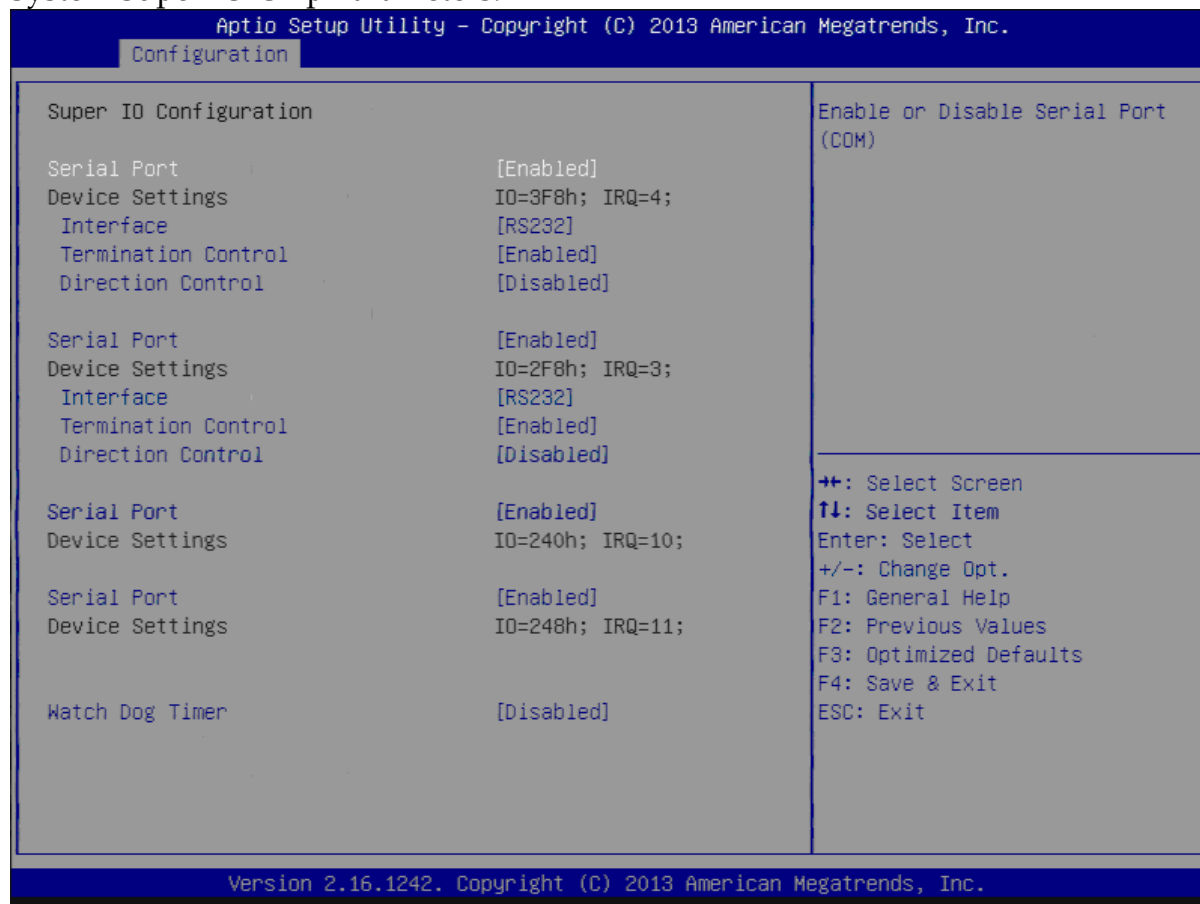 Aptio Setup Utility – Copyright (C) 2013 American Megatrends, Inc.
Configuration
Super IO Configuration
Serial Port [Enabled]
Device Settings IO=3F8h; IRQ=4;
Interface [RS232]
Termination Control [Enabled]
Direction Control [Disabled]
Serial Port [Enabled]
Device Settings IO=2F8h; IRQ=3;
Interface [RS232]
Termination Control [Enabled]
Direction Control [Disabled]
Serial Port [Enabled]
Device Settings IO=240h; IRQ=10;
Serial Port [Enabled]
Device Settings IO=248h; IRQ=11;
Watch Dog Timer [Disabled]
Enable or Disable Serial Port
(COM)
→←: Select Screen
↑↓: Select Item
Enter: Select
+/-: Change Opt.
F1: General Help
F2: Previous Values
F3: Optimized Defaults
F4: Save & Exit
ESC: Exit
Version 2.16.1242. Copyright (C) 2013 American Megatrends, Inc.